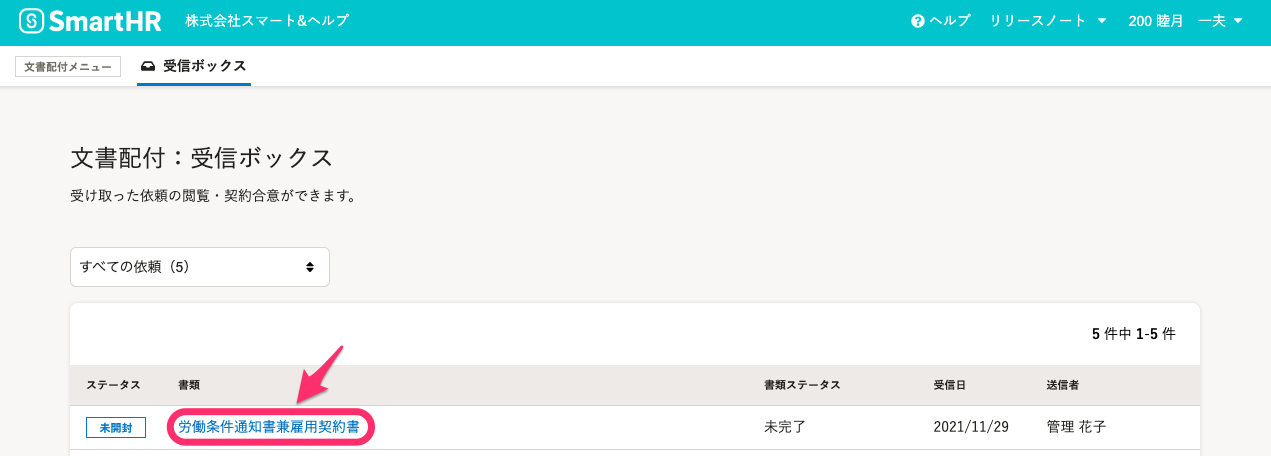 SmartHR 株式会社スマート&ヘルプ ヘルプ リリースノート 200 睦月 一夫
文書配付メニュー 受信ボックス
文書配付：受信ボックス
受け取った依頼の閲覧・契約合意ができます。
すべての依頼（5）
5 件中 1-5 件
ステータス 書類 書類ステータス 受信日 送信者
未開封 労働条件通知書兼雇用契約書 未完了 2021/11/29 管理 花子